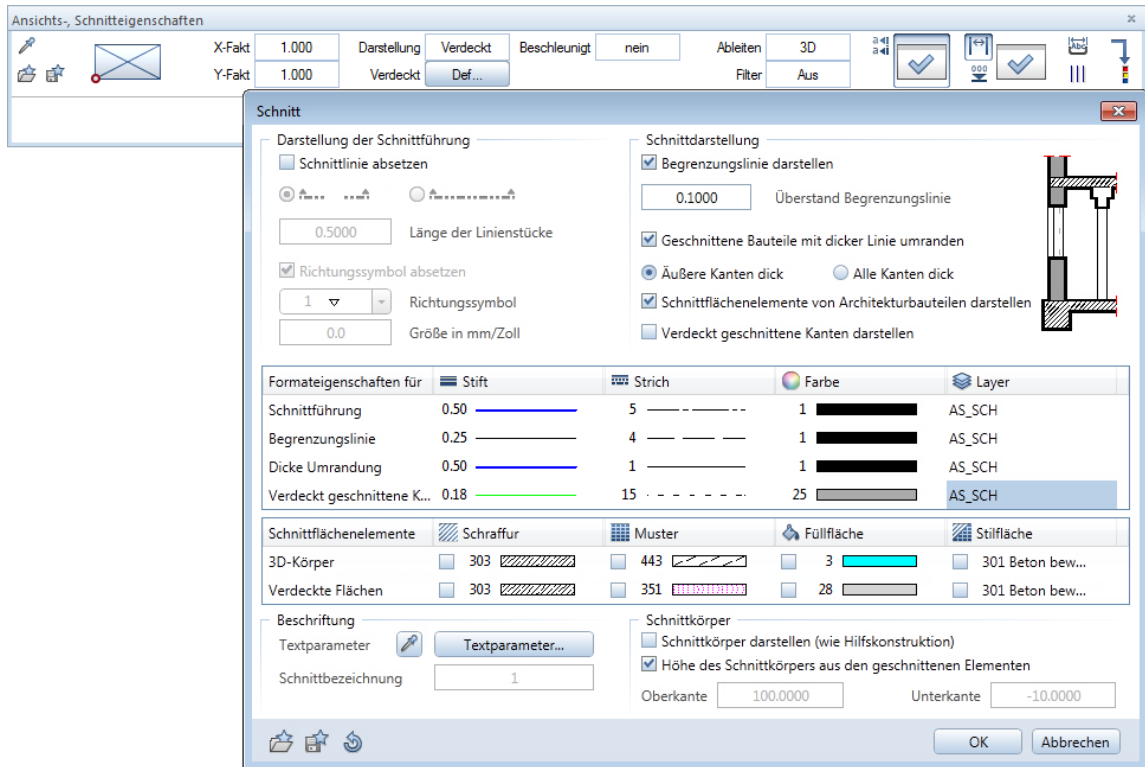 Ansichts-, Schnitteigenschaften
X-Fakt 1.000 Darstellung Verdeckt Beschleunigt nein Ableiten 3D
Y-Fakt 1.000 Verdeckt Def... Filter Aus
Abc
000
Schnitt
Darstellung der Schnittführung
Schnittlinie absetzen
0.5000 Länge der Linienstücke
Richtungssymbol absetzen
1 Richtungssymbol
0.0 Größe in mm/Zoll
Schnittdarstellung
Begrenzungslinie darstellen
0.1000 Überstand Begrenzungslinie
Geschnittene Bauteile mit dicker Linie umranden
Äußere Kanten dick Alle Kanten dick
Schnittflächenelemente von Architekturbauteilen darstellen
Verdeckt geschnittene Kanten darstellen
Formateigenschaften für Stift Strich Farbe Layer
Schnittführung 0.50 5 1 AS_SCH
Begrenzungslinie 0.25 4 1 AS_SCH
Dicke Umrandung 0.50 1 1 AS_SCH
Verdeckt geschnittene K... 0.18 15 25 AS_SCH
Schnittflächenelemente Schraffur Muster Füllfläche Stilfläche
3D-Körper 303 443 3 301 Beton bew...
Verdeckte Flächen 303 351 28 301 Beton bew...
Beschriftung
Textparameter Textparameter...
Schnittbezeichnung 1
Schnittkörper
Schnittkörper darstellen (wie Hilfskonstruktion)
Höhe des Schnittkörpers aus den geschnittenen Elementen
Oberkante 100.0000 Unterkante -10.0000
OK Abbrechen